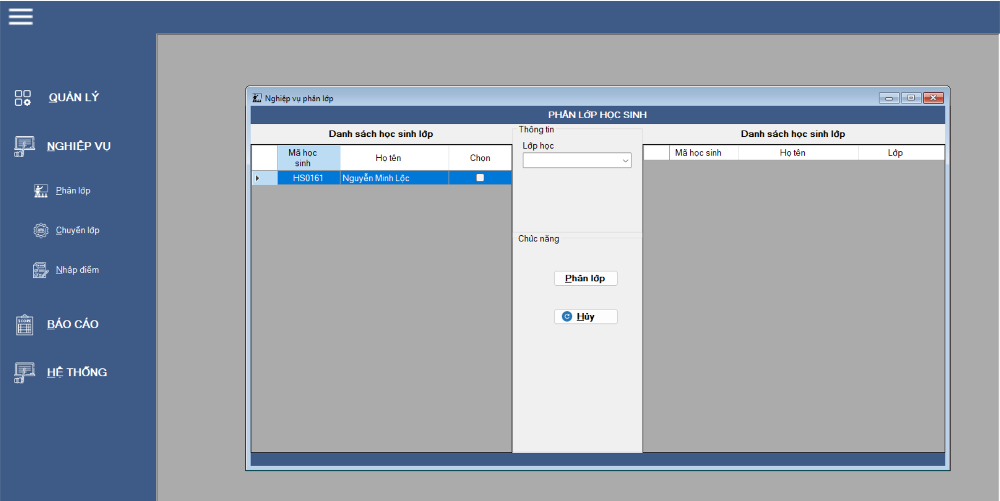 QUẢN LÝ
NGHIỆP VỤ
Phân lớp
Chuyển lớp
Nhập điểm
SCORE
BÁO CÁO
HỆ THỐNG
Nghiệp vụ phân lớp
PHÂN LỚP HỌC SINH
Danh sách học sinh lớp
Mã học
sinh
Họ tên
Chọn
HS0161
Nguyễn Minh Lộc
Thông tin
Lớp học
Chức năng
Phân lớp
Hủy
Danh sách học sinh lớp
Mã học sinh
Họ tên
Lớp